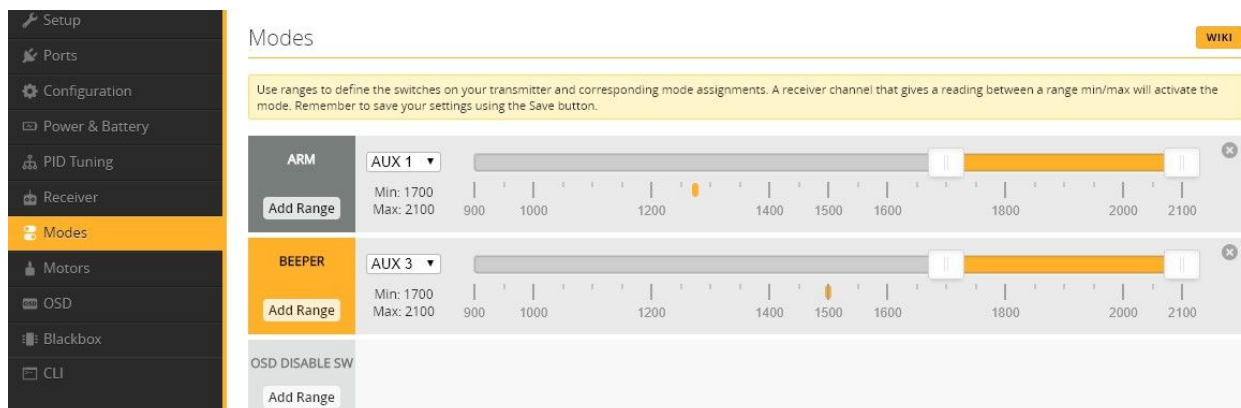 Setup
Ports
Configuration
Power & Battery
PID Tuning
Receiver
Modes
Motors
OSD
Blackbox
CLI
Modes
WIKI
Use ranges to define the switches on your transmitter and corresponding mode assignments. A receiver channel that gives a reading between a range min/max will activate the
mode. Remember to save your settings using the Save button.
ARM
Add Range
AUX 1
Min: 1700
Max: 2100
900 1000 1200 1400 1500 1600 1800 2000 2100
BEEPER
Add Range
AUX 3
Min: 1700
Max: 2100
900 1000 1200 1400 1500 1600 1800 2000 2100
OSD DISABLE SW
Add Range